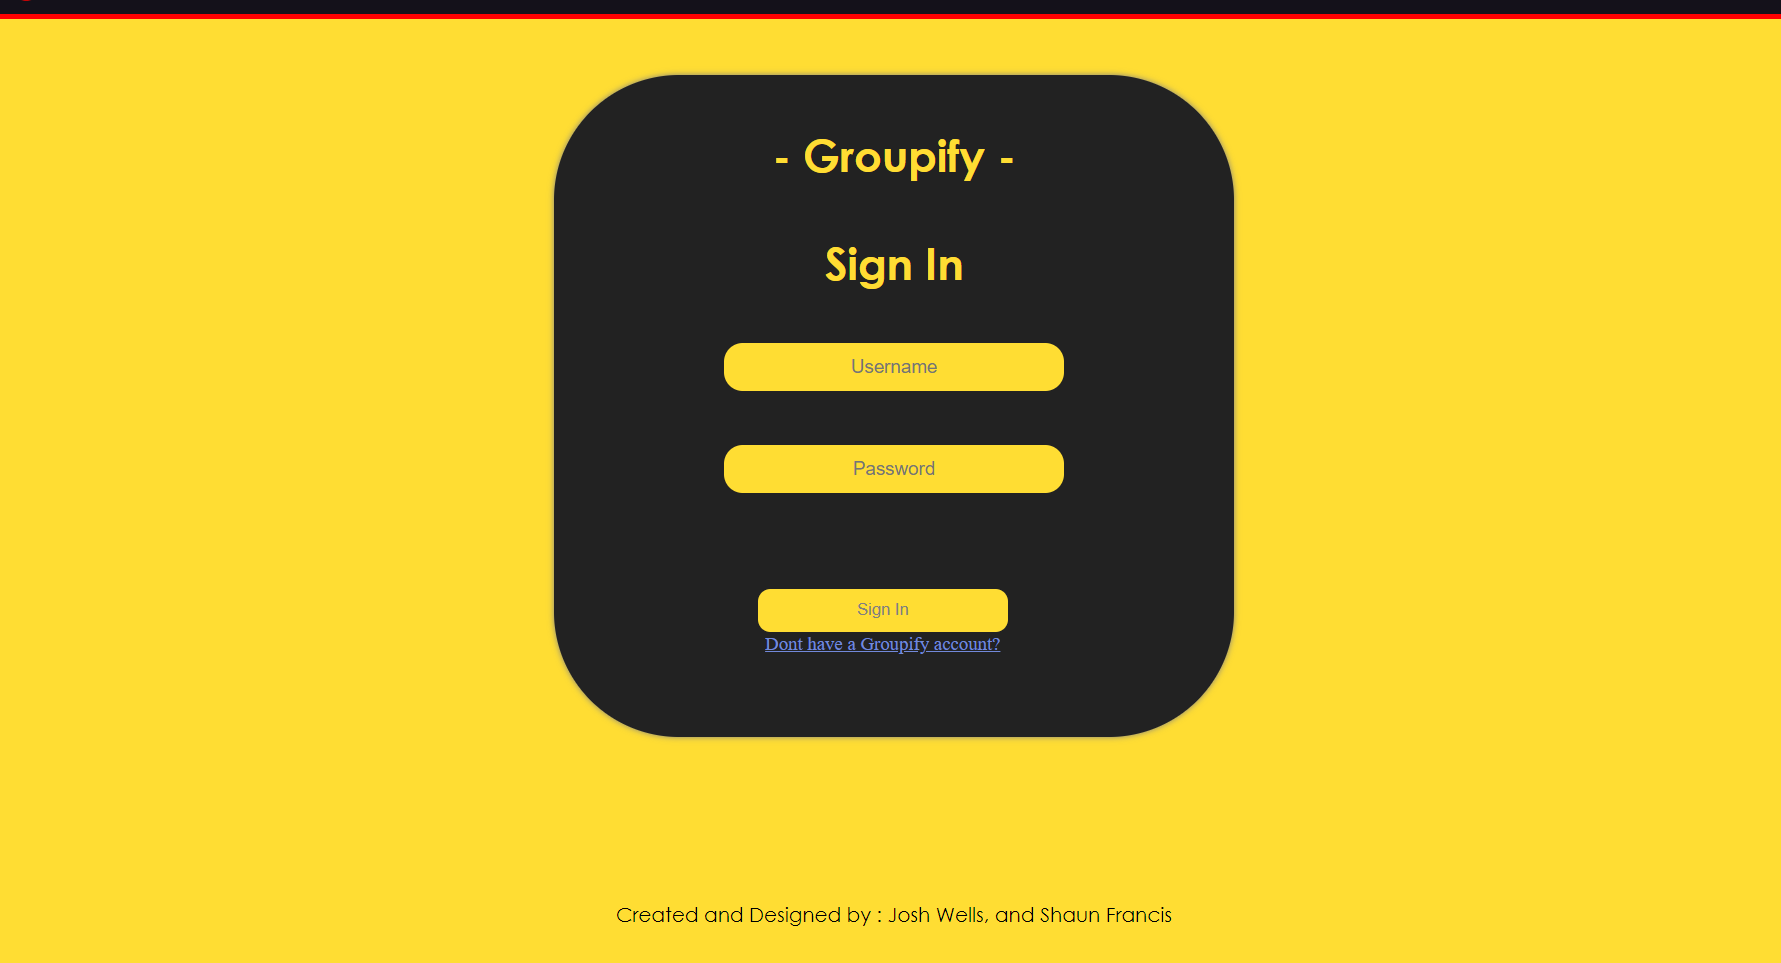 - Groupify -
Sign In
Username
Password
Sign In
Dont have a Groupify account?
Created and Designed by : Josh Wells, and Shaun Francis